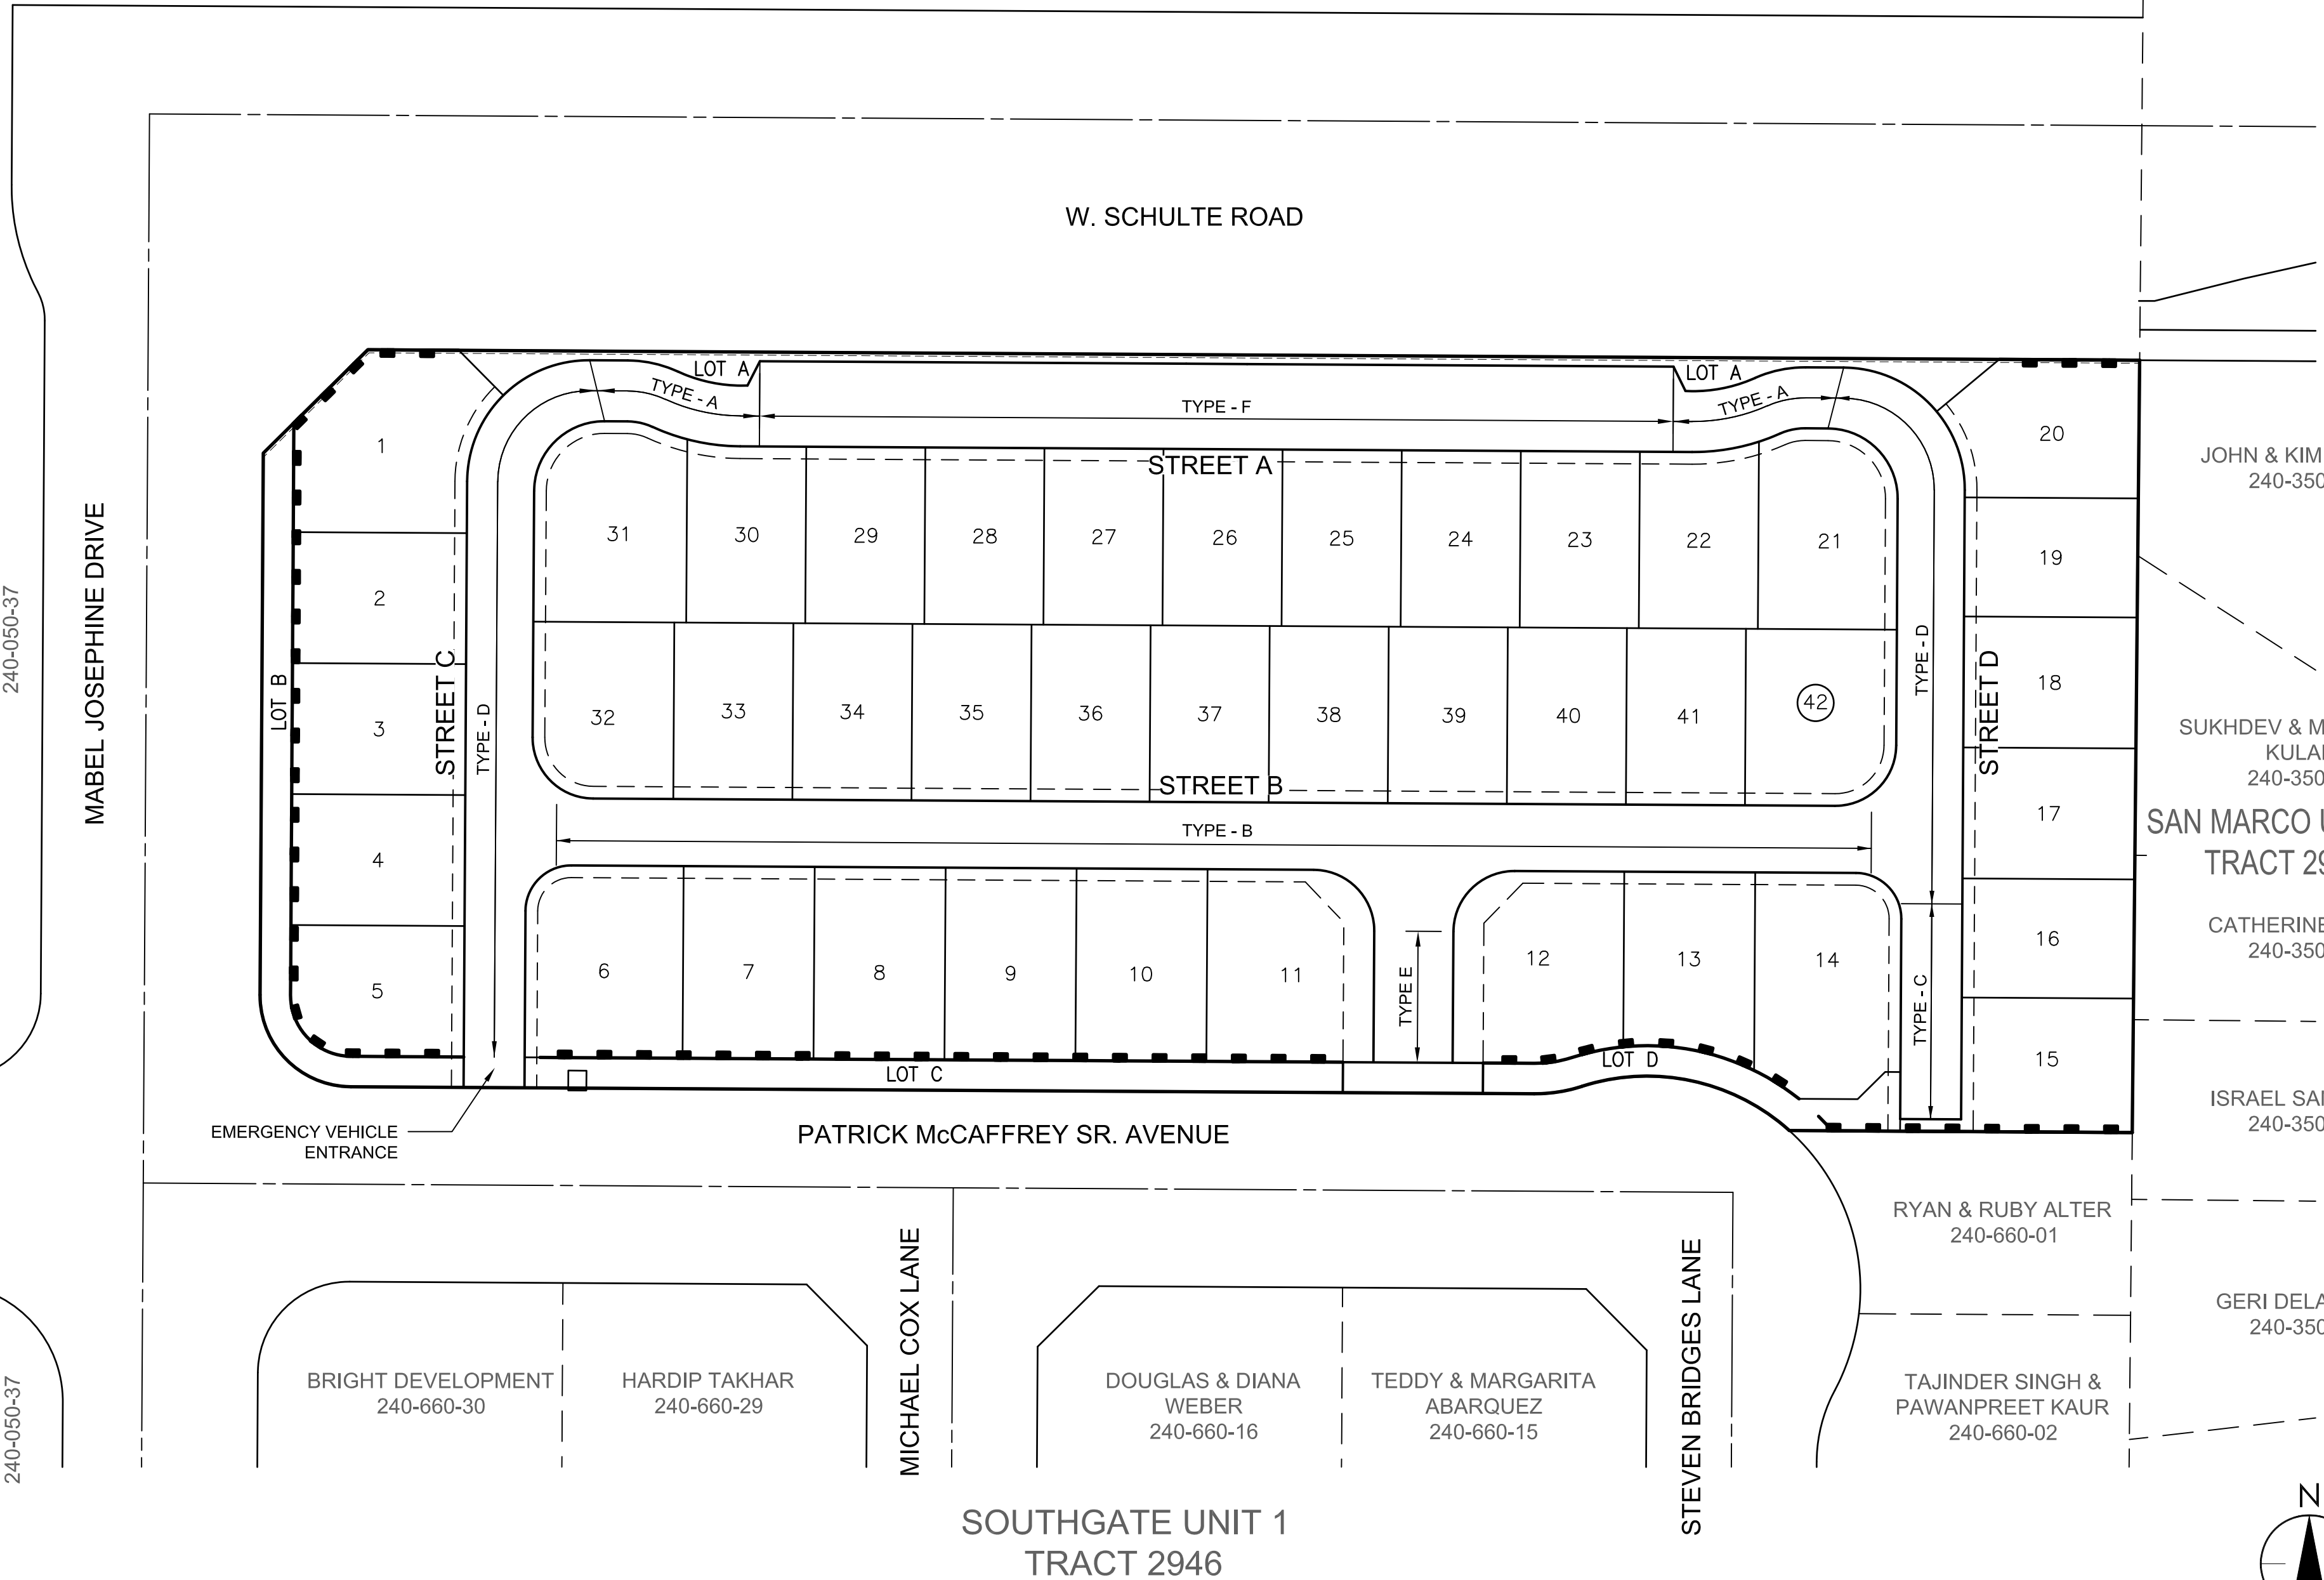 W. SCHULTE ROAD
LOT A
LOT A
TYPE - A
TYPE - F
TYPE - A
STREET A
1
20
JOHN & KIM
240-350
31
30
29
28
27
26
25
24
23
22
21
2
19
240-050-37
MABEL JOSEPHINE DRIVE
LOT B
3
STREET C
TYPE - D
32
33
34
35
36
37
38
39
40
41
42
TYPE - D
STREET D
18
SUKHDEV & M
240-350
STREET B
17
SAN MARCO
TYPE - B
TRACT
4
CATHERINE
240-350
16
5
6
7
8
9
10
11
TYPE E
12
13
14
TYPE - C
15
LOT C
LOT D
ISRAEL
240-350
EMERGENCY VEHICLE
ENTRANCE
PATRICK McCAFFREY SR. AVENUE
RYAN & RUBY ALTER
240-660-01
MICHAEL COX LANE
STEVEN BRIDGES LANE
GERI
240-350
240-050-37
BRIGHT DEVELOPMENT
240-660-30
HARDIP TAKHAR
240-660-29
DOUGLAS & DIANA
WEBER
240-660-16
TEDDY & MARGARITA
ABARQUEZ
240-660-15
TAJINDER SINGH &
PAWANPREET KAUR
240-660-02
SOUTHGATE UNIT 1
TRACT 2946
N